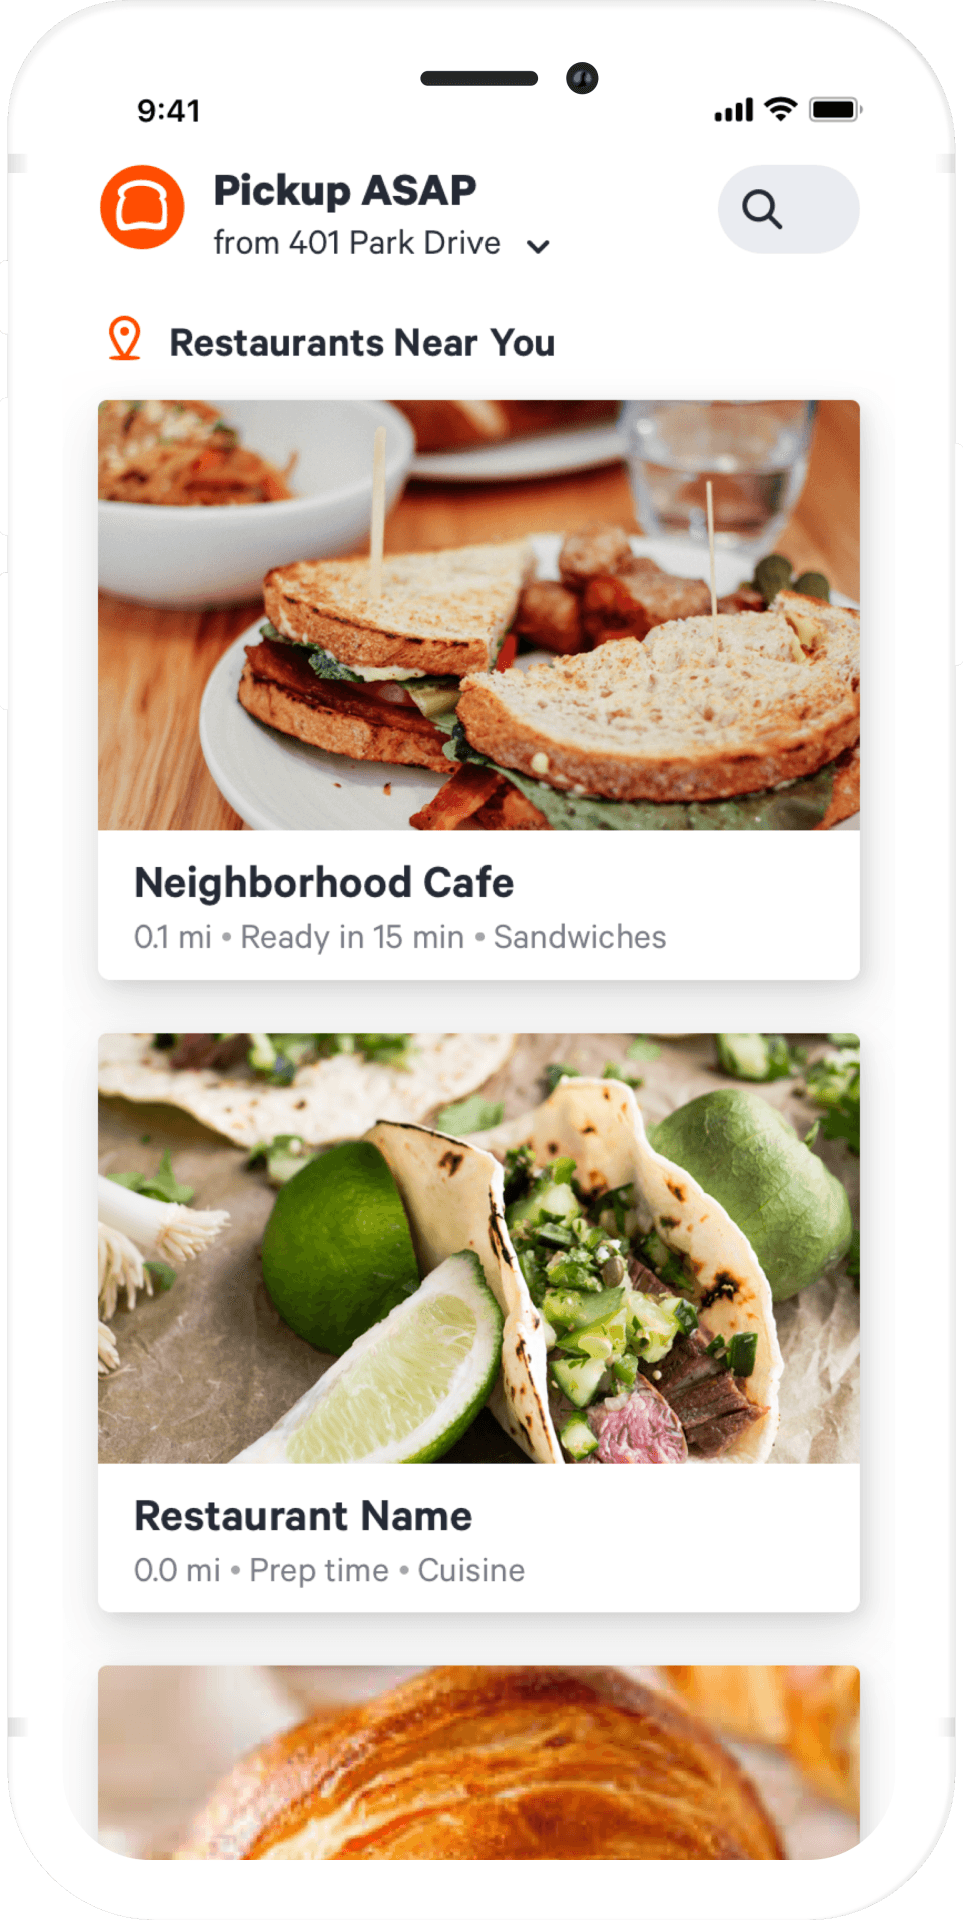 9:41
Pickup ASAP
from 401 Park Drive
Restaurants Near You
Neighborhood Cafe
0.1 mi • Ready in 15 min • Sandwiches
Restaurant Name
0.0 mi • Prep time • Cuisine